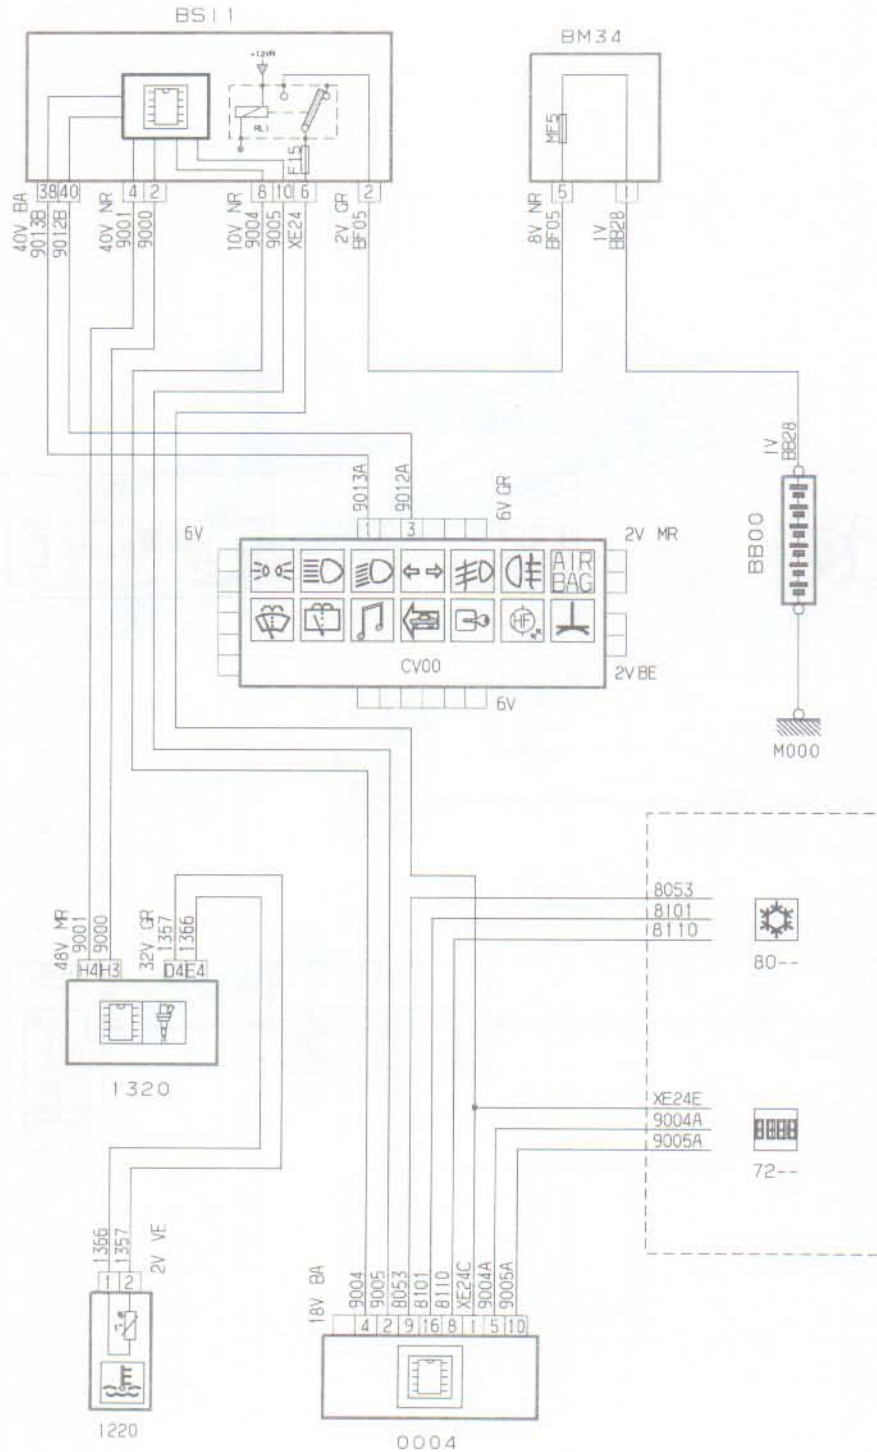 BSI1
BM34
+12VR
RL1
F15
MF5
38 40 4 2 8 10 6 2
5 1
40V BA
9013B
9012B
40V NR
9001
9000
10V NR
9004
9005
XE24
2V GR
BF05
8V NR
BF05
1V
BB28
1V
BB28
BB00
M000
9013A
9012A
6V GR
6V
1 3
2V MR
AIR
BAG
HF
CV00
2V BE
6V
48V MR
9001
9000
32V GR
1357
1366
H4 H3 D4 E4
1320
8053
8101
8110
80--
XE24E
9004A
9005A
72--
1366
1357
2V VE
1 2
1220
18V BA
9004
9005
8053
8101
8110
XE24C
9004A
9005A
4 2 9 16 8 1 5 10
0004